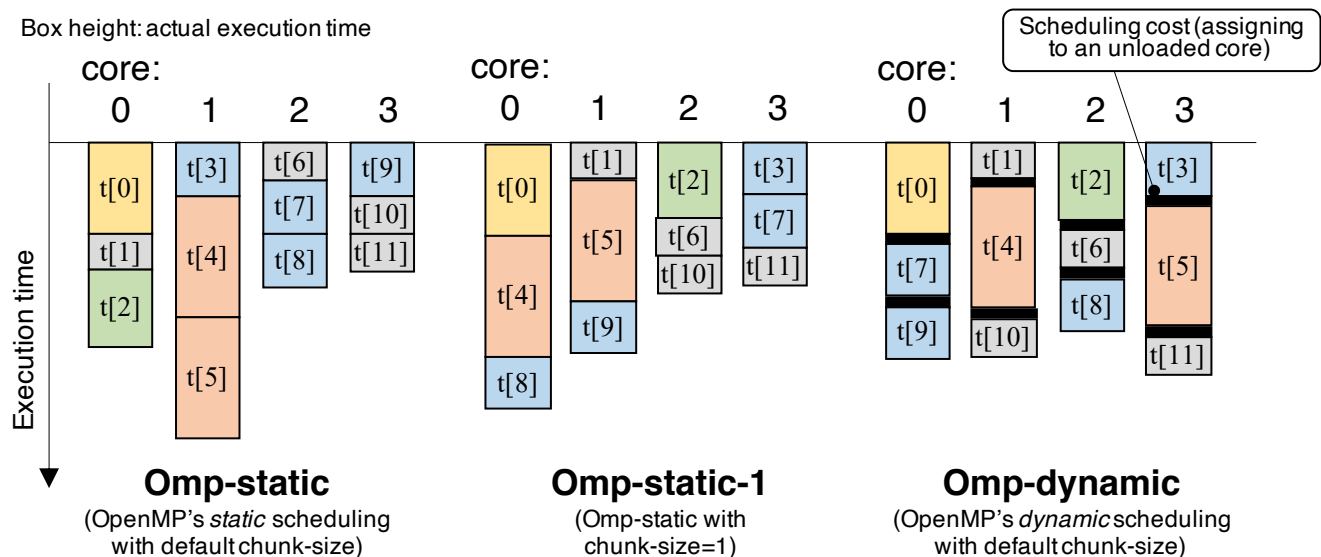 Box height: actual execution time
Scheduling cost (assigning
to an unloaded core)
core:
0 1 2 3
core:
0 1 2 3
core:
0 1 2 3
Execution time
t[0]
t[1]
t[2]
t[3]
t[4]
t[5]
t[6]
t[7]
t[8]
t[9]
t[10]
t[11]
t[0]
t[4]
t[8]
t[1]
t[5]
t[9]
t[2]
t[6]
t[10]
t[3]
t[7]
t[11]
t[0]
t[7]
t[9]
t[1]
t[4]
t[10]
t[2]
t[6]
t[8]
t[3]
t[5]
t[11]
Omp-static
(OpenMP's static scheduling
with default chunk-size)
Omp-static-1
(Omp-static with
chunk-size=1)
Omp-dynamic
(OpenMP's dynamic scheduling
with default chunk-size)